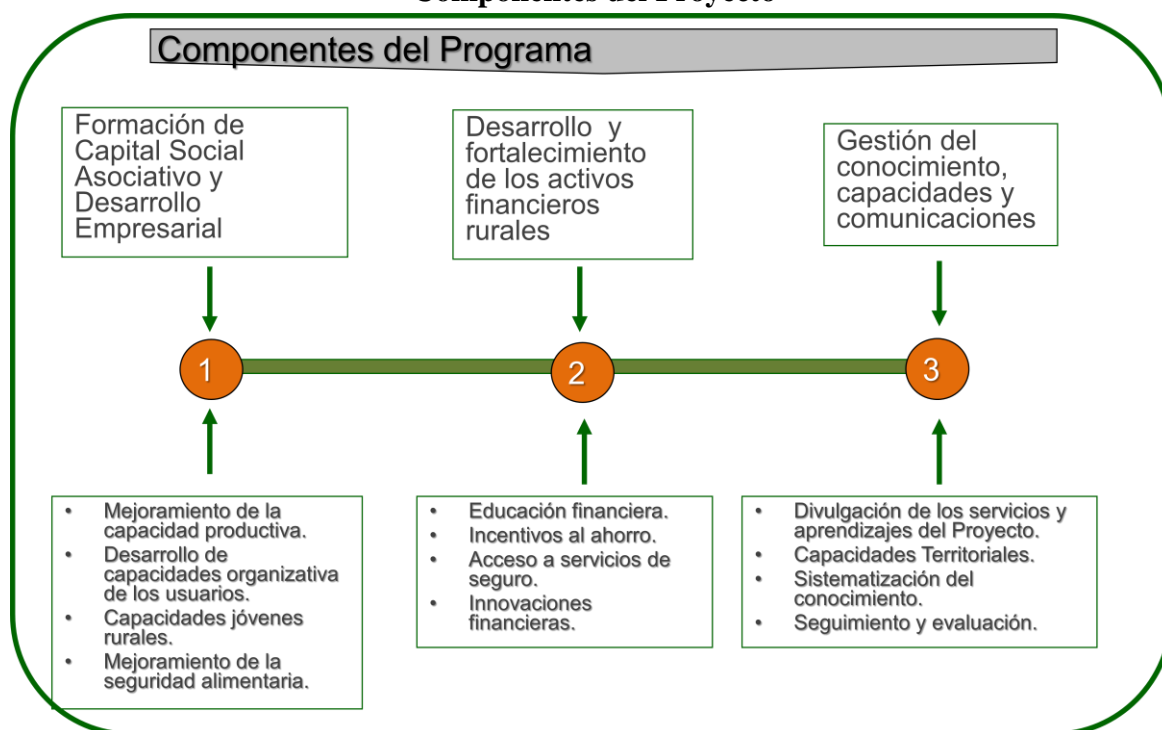 Componentes del Proyecto
Componentes del Programa
Formación de
Capital Social
Asociativo y
Desarrollo
Empresarial
Desarrollo y
fortalecimiento
de los activos
financieros
rurales
Gestión del
conocimiento,
capacidades y
comunicaciones
1
2
3
• Mejoramiento de la
capacidad productiva.
• Desarrollo de
capacidades organizativa
de los usuarios.
• Capacidades jóvenes
rurales.
• Mejoramiento de la
seguridad alimentaria.
• Educación financiera.
• Incentivos al ahorro.
• Acceso a servicios de
seguro.
• Innovaciones
financieras.
• Divulgación de los servicios y
aprendizajes del Proyecto.
• Capacidades Territoriales.
• Sistematización del
conocimiento.
• Seguimiento y evaluación.